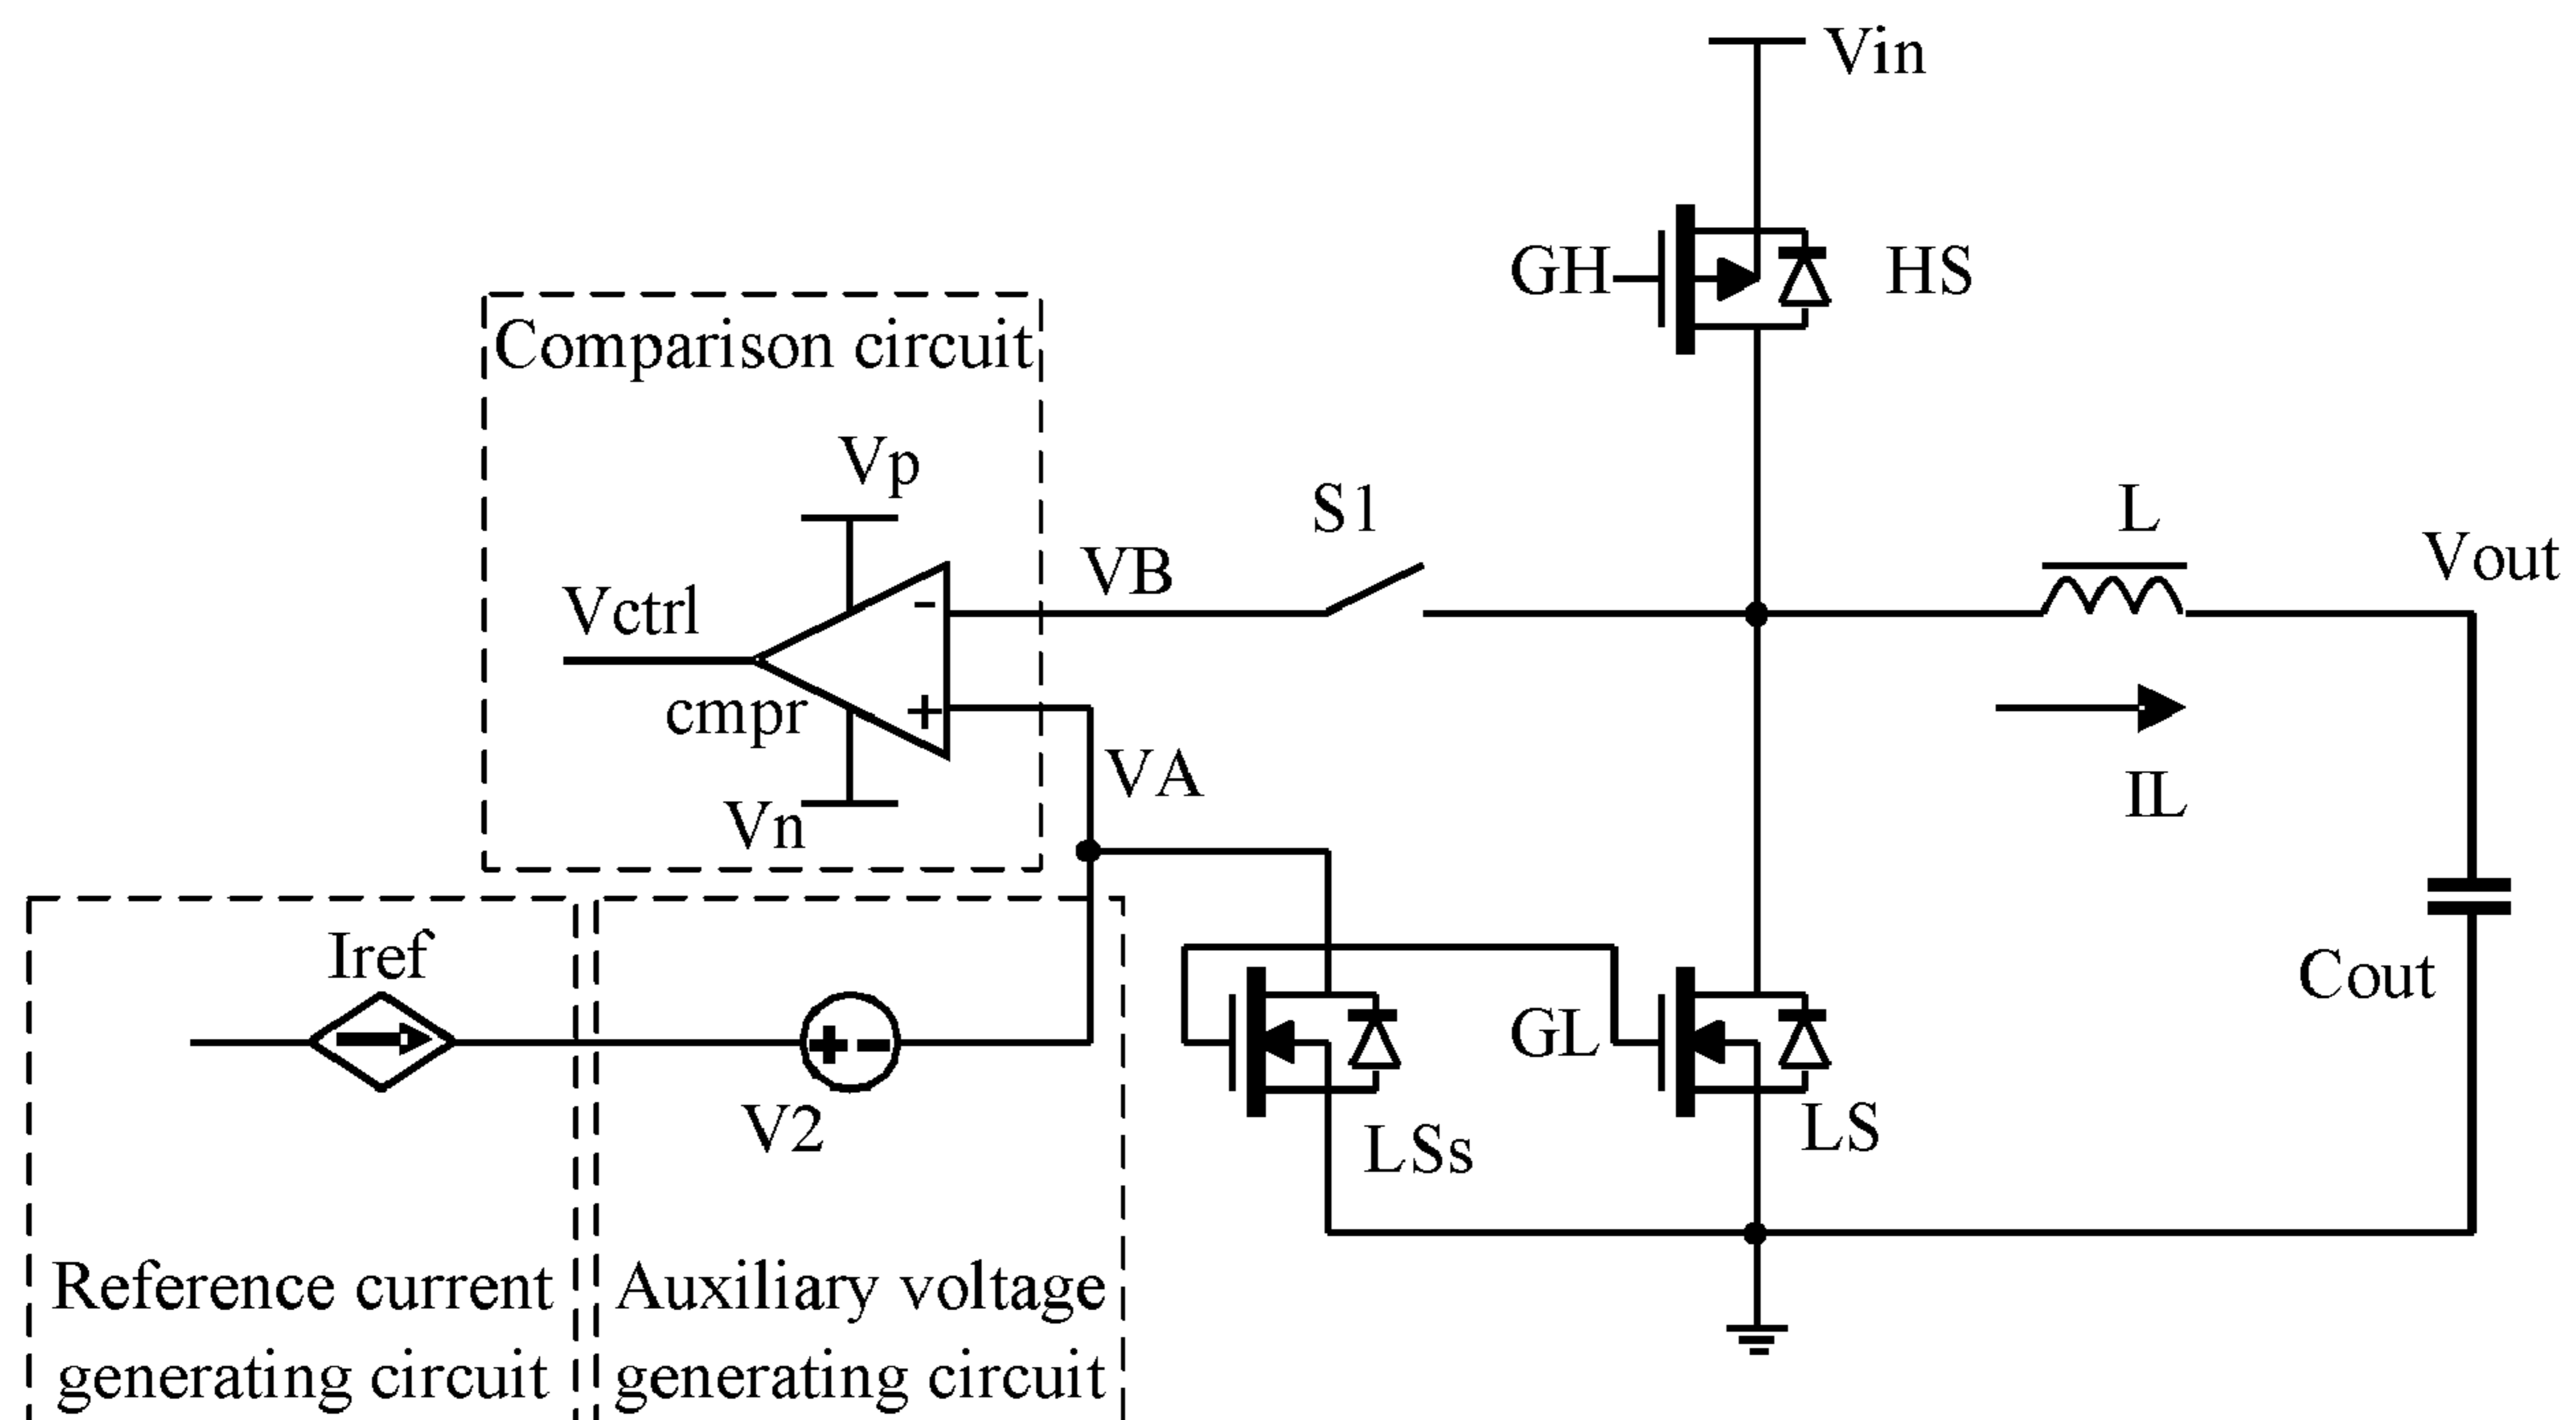 Vin
GH
HS
Comparison circuit
Vp
S1
L
Vout
VB
Vctrl
-
+
cmpr
VA
Vn
IL
Iref
Cout
+ -
GL
V2
LSs
LS
Reference current
generating circuit
Auxiliary voltage
generating circuit